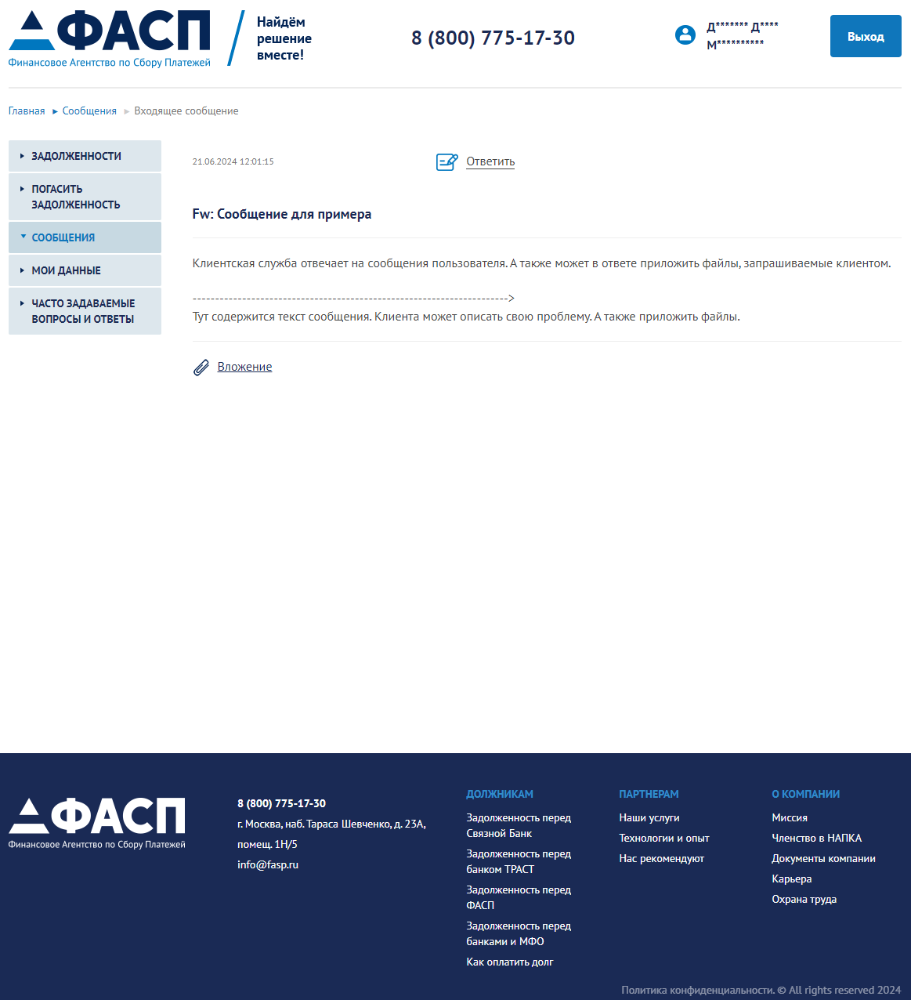 ФАСП
Финансовое Агентство по Сбору Платежей
Найдём
решение
вместе!
8 (800) 775-17-30
Д******* Д****
М**********
Выход
Главная ► Сообщения ► Входящее сообщение
ЗАДОЛЖЕННОСТИ
ПОГАСИТЬ
ЗАДОЛЖЕННОСТЬ
СООБЩЕНИЯ
МОИ ДАННЫЕ
ЧАСТО ЗАДАВАЕМЫЕ
ВОПРОСЫ И ОТВЕТЫ
21.06.2024 12:01:15
Ответить
Fw: Сообщение для примера
Клиентская служба отвечает на сообщения пользователя. А также может в ответе приложить файлы, запрашиваемые клиентом.
---------------------------------------------------------------------->
Тут содержится текст сообщения. Клиента может описать свою проблему. А также приложить файлы.
Вложение
ФАСП
Финансовое Агентство по Сбору Платежей
8 (800) 775-17-30
г. Москва, наб. Тараса Шевченко, д. 23А,
помещ. 1Н/5
info@fasp.ru
ДОЛЖНИКАМ
Задолженность перед
Связной Банк
Задолженность перед
банком ТРАСТ
Задолженность перед
ФАСП
Задолженность перед
банками и МФО
Как оплатить долг
ПАРТНЕРАМ
Наши услуги
Технологии и опыт
Нас рекомендуют
О КОМПАНИИ
Миссия
Членство в НАПКА
Документы компании
Карьера
Охрана труда
Политика конфиденциальности. © All rights reserved 2024